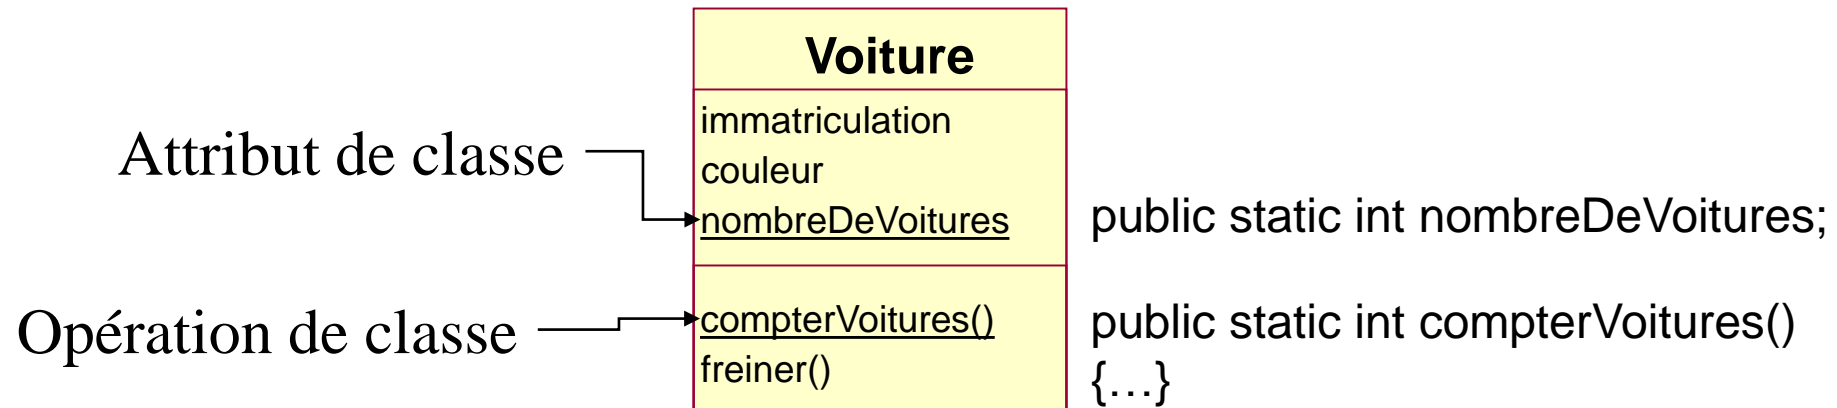 Voiture
immatriculation
Attribut de classe
couleur
nombreDeVoitures
public static int nombreDeVoitures;
Opération de classe
compterVoitures()
public static int compterVoitures()
freiner()
{…}